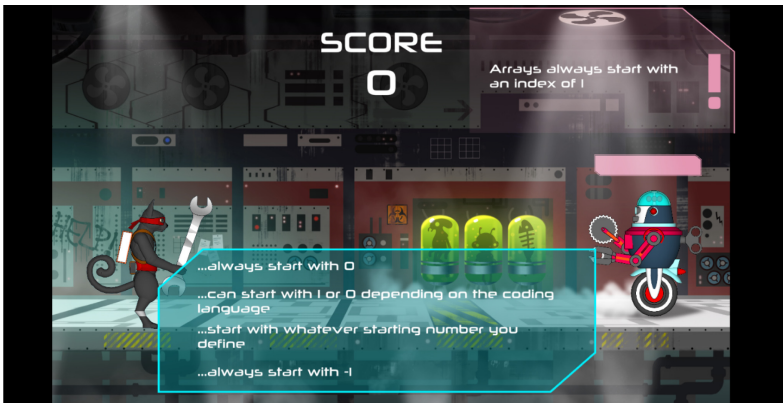 SCORE
0
Arrays always start with
an index of 1
HELP!
...always start with 0
...can start with 1 or 0 depending on the coding
language
...start with whatever starting number you
define
...always start with -1